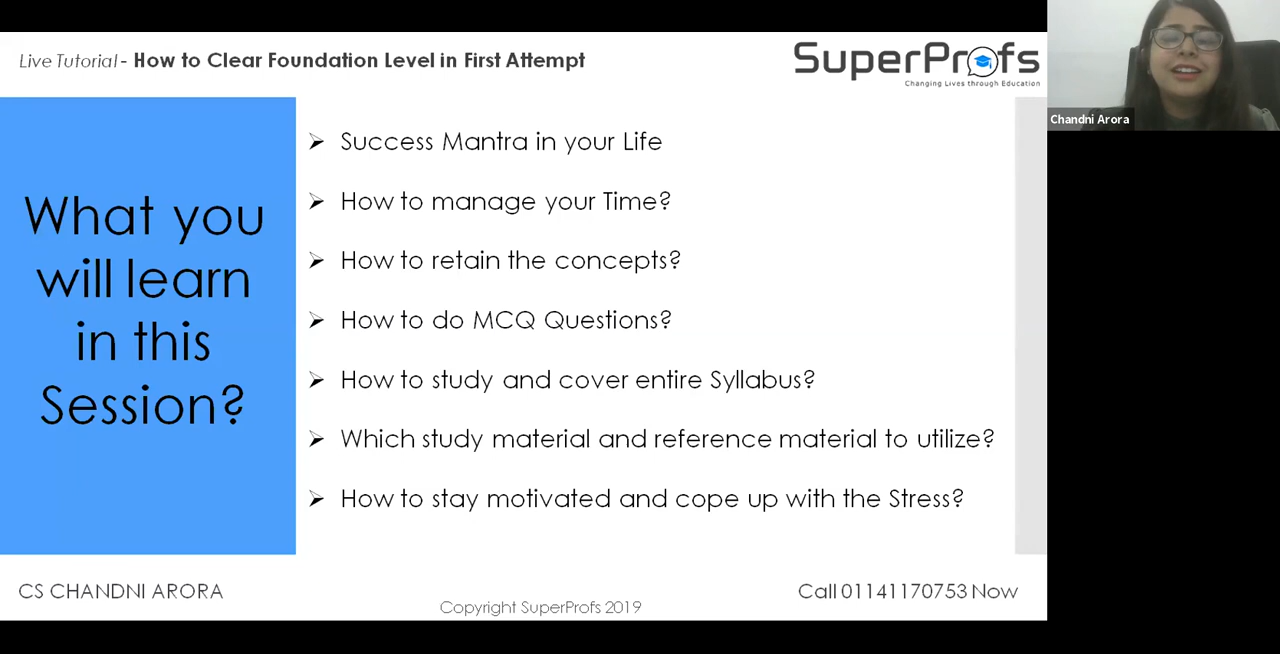 Live Tutorial - How to Clear Foundation Level in First Attempt
SuperProfs
Changing Lives through Education
Chandni Arora
What you
will learn
in this
Session?
Success Mantra in your Life
How to manage your Time?
How to retain the concepts?
How to do MCQ Questions?
How to study and cover entire Syllabus?
Which study material and reference material to utilize?
How to stay motivated and cope up with the Stress?
CS CHANDNI ARORA
Copyright SuperProfs 2019
Call 01141170753 Now